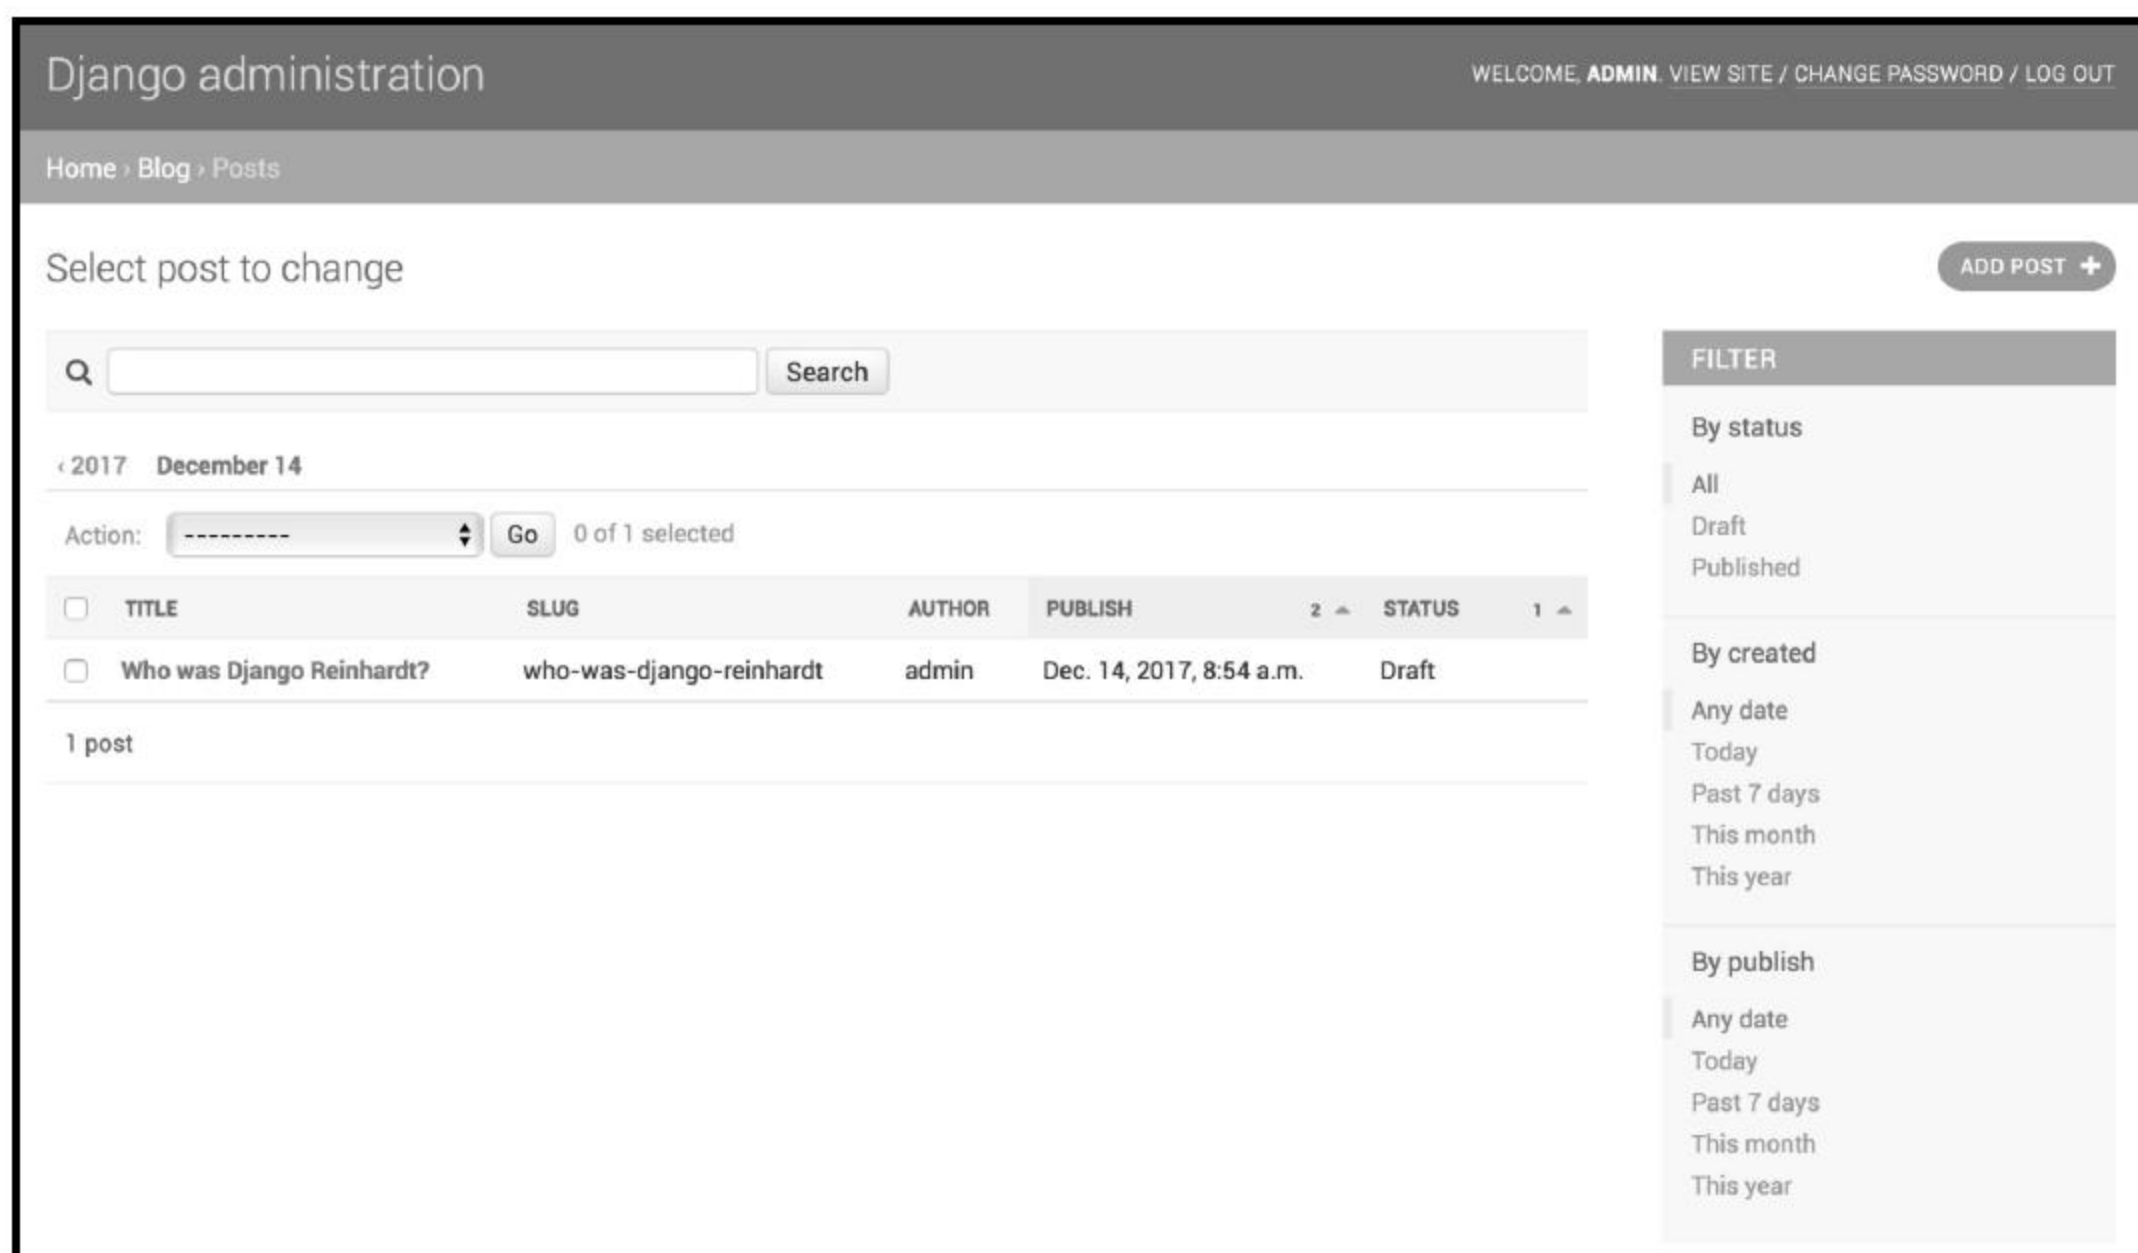 Django administration
WELCOME, ADMIN. VIEW SITE / CHANGE PASSWORD / LOG OUT
Home › Blog › Posts
Select post to change
ADD POST +
Search
‹ 2017 December 14
Action: --------- Go 0 of 1 selected
TITLE SLUG AUTHOR PUBLISH 2 STATUS 1
Who was Django Reinhardt? who-was-django-reinhardt admin Dec. 14, 2017, 8:54 a.m. Draft
1 post
FILTER
By status
All
Draft
Published
By created
Any date
Today
Past 7 days
This month
This year
By publish
Any date
Today
Past 7 days
This month
This year